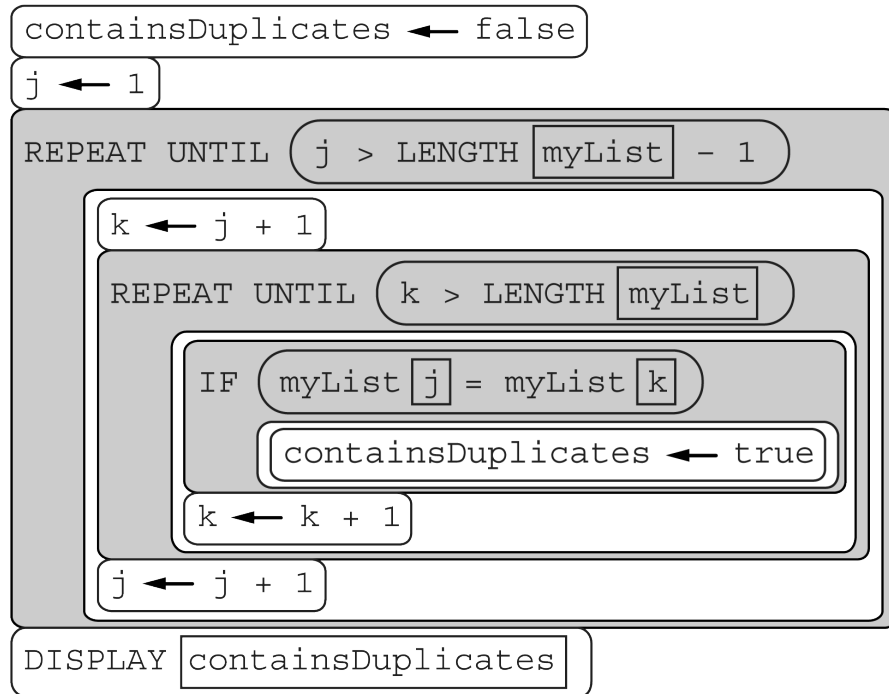 containsDuplicates ← false
j ← 1
REPEAT UNTIL j > LENGTH myList - 1
k ← j + 1
REPEAT UNTIL k > LENGTH myList
IF myList j = myList k
containsDuplicates ← true
k ← k + 1
j ← j + 1
DISPLAY containsDuplicates